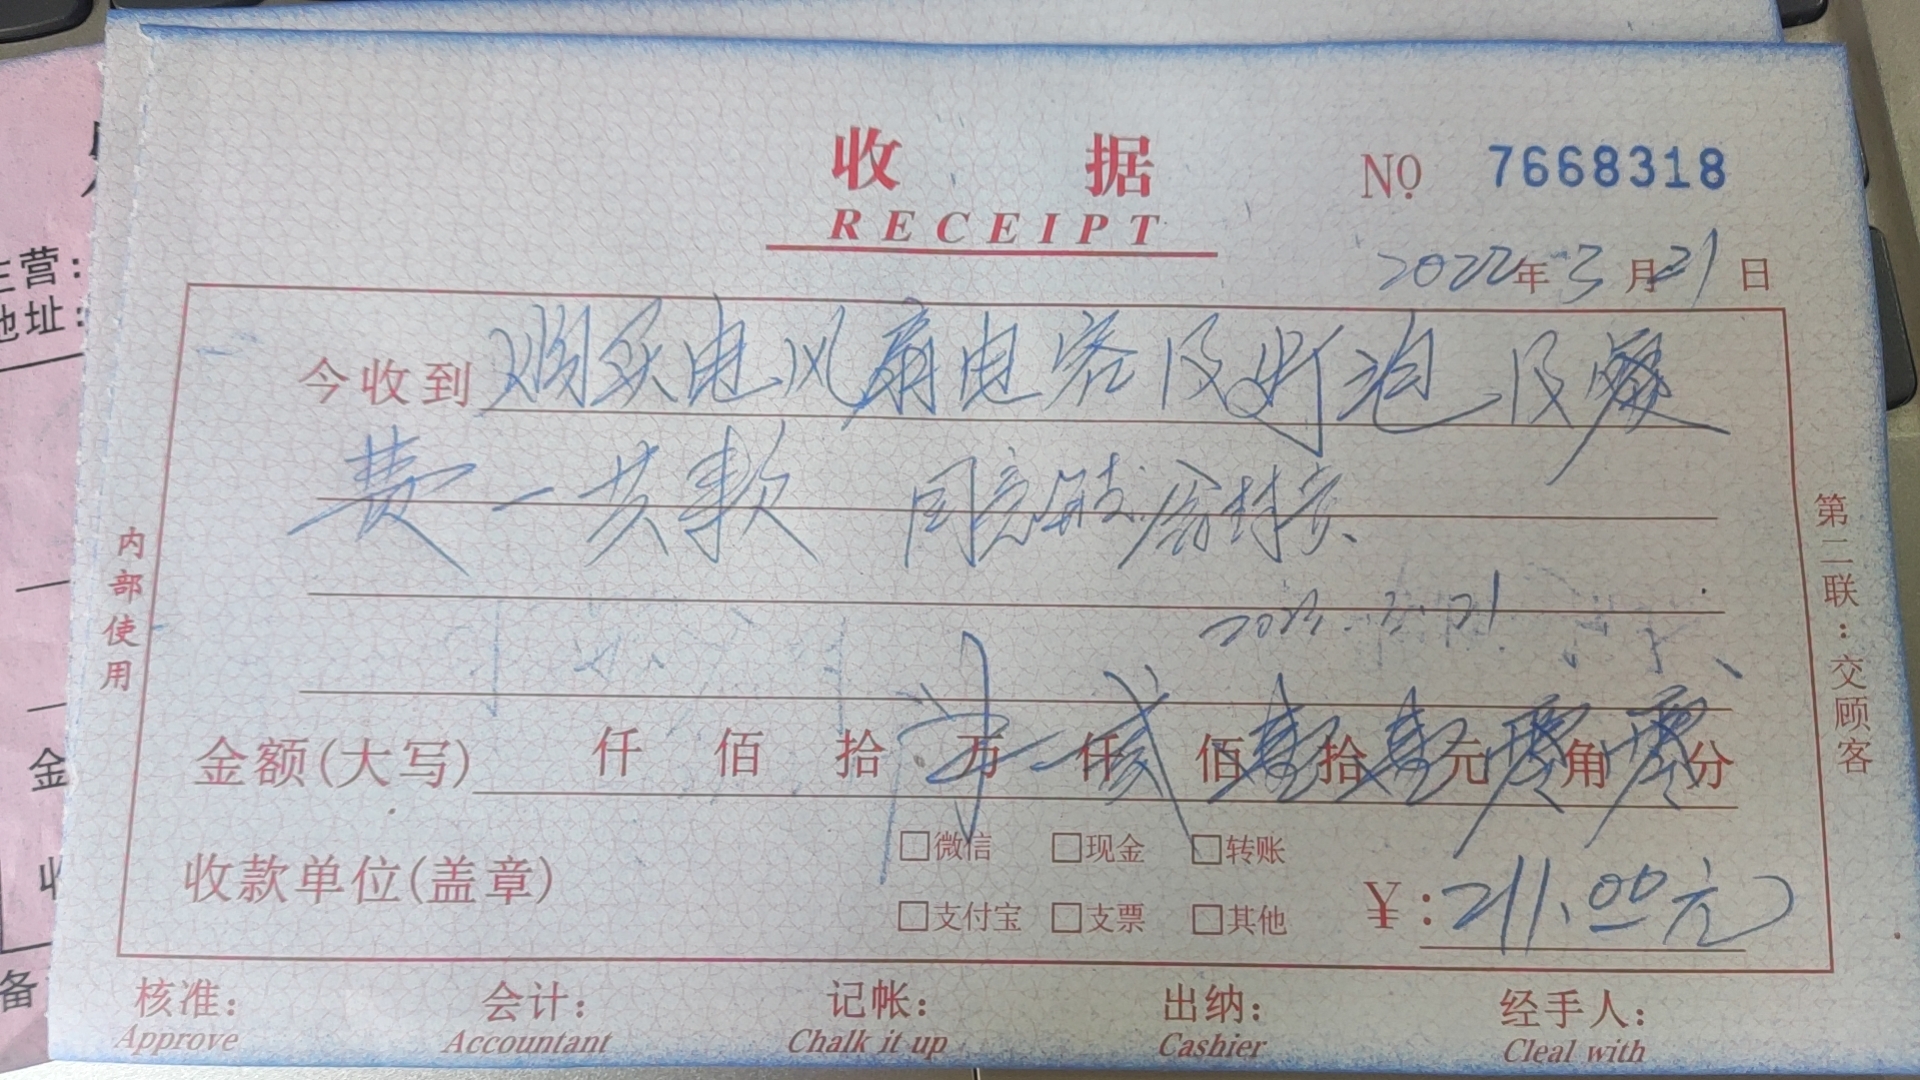 收 据
RECEIPT
No 7668318
2022年3月21日
今收到 购买电风扇电容及灯泡及餐
费一共款 同意报销
2022.3.21
金额(大写) 仟 佰 拾 万 仟 贰佰壹拾壹元零角零分
收款单位(盖章)
□微信 □现金 □转账
□支付宝 □支票 □其他
¥:211.00元
核准: 会计: 记帐: 出纳: 经手人:
Approve Accountant Chalk it up Cashier Cleal with
内部使用
第二联:交顾客
主营:
地址:
金
收
备